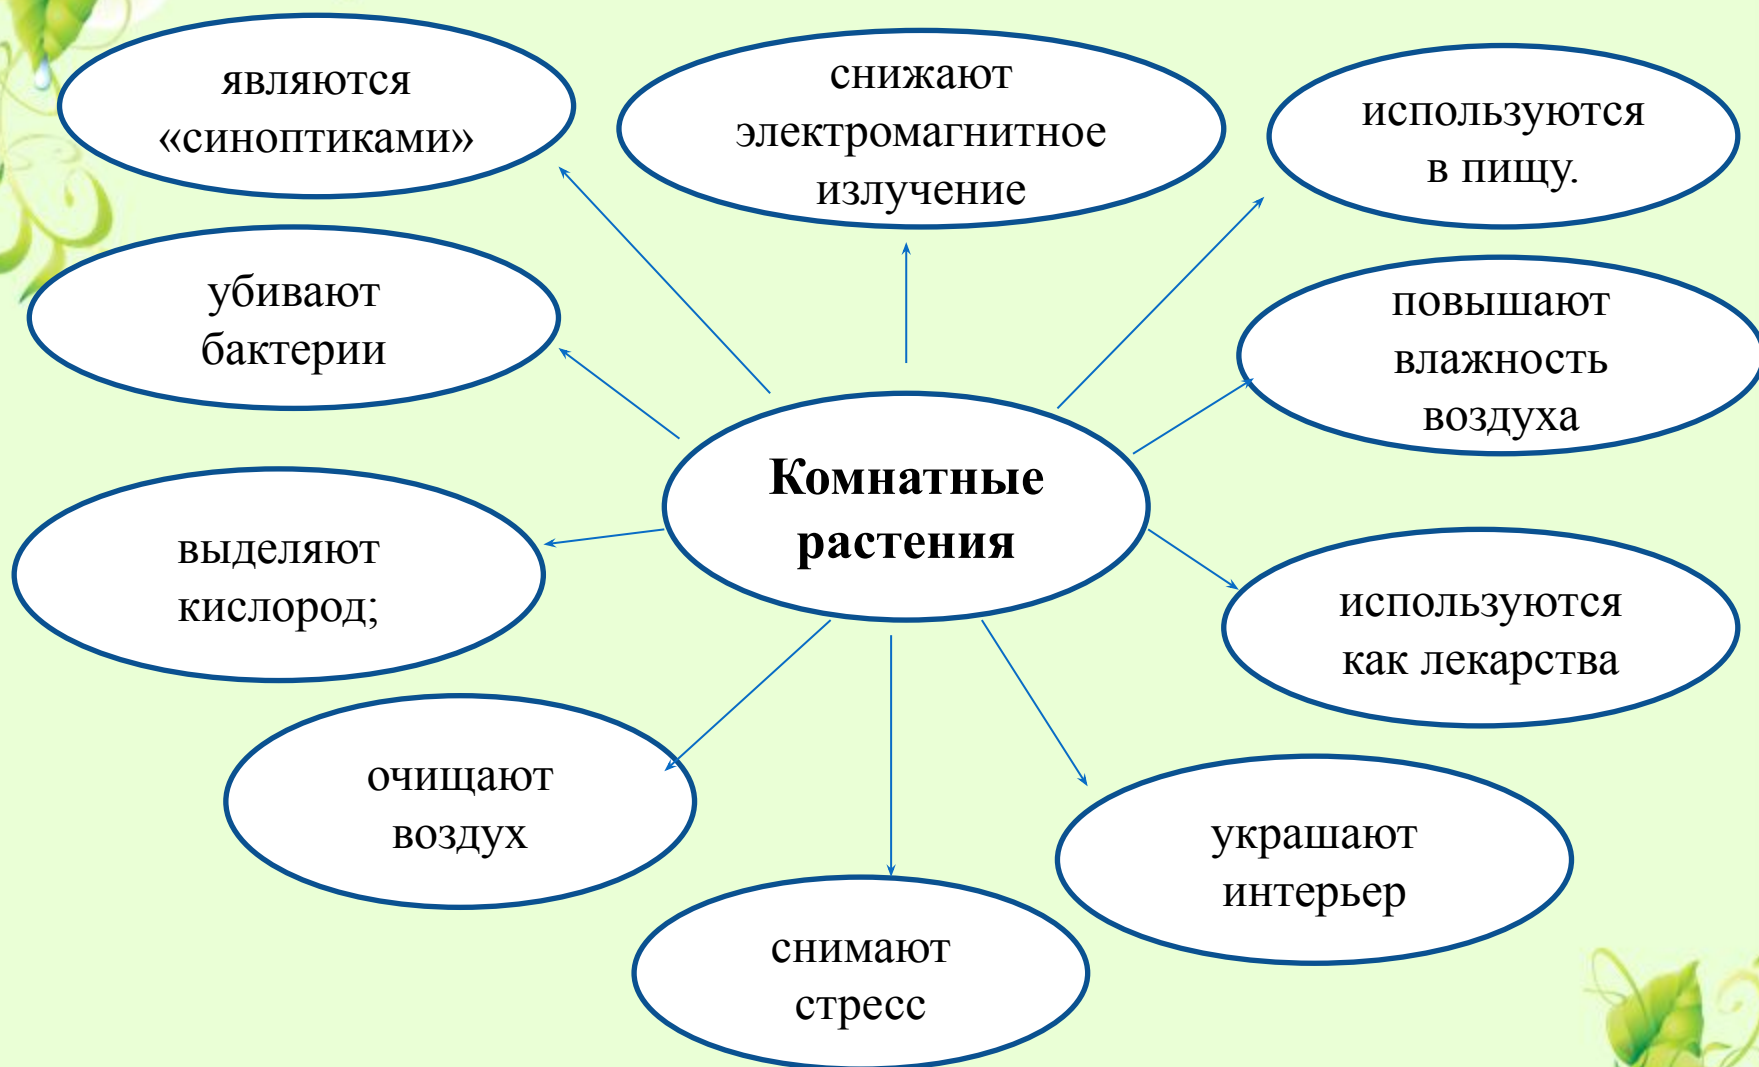 являются
«синоптиками»
снижают
электромагнитное
излучение
используются
в пищу.
убивают
бактерии
повышают
влажность
воздуха
Комнатные
растения
выделяют
кислород;
используются
как лекарства
очищают
воздух
украшают
интерьер
снимают
стресс